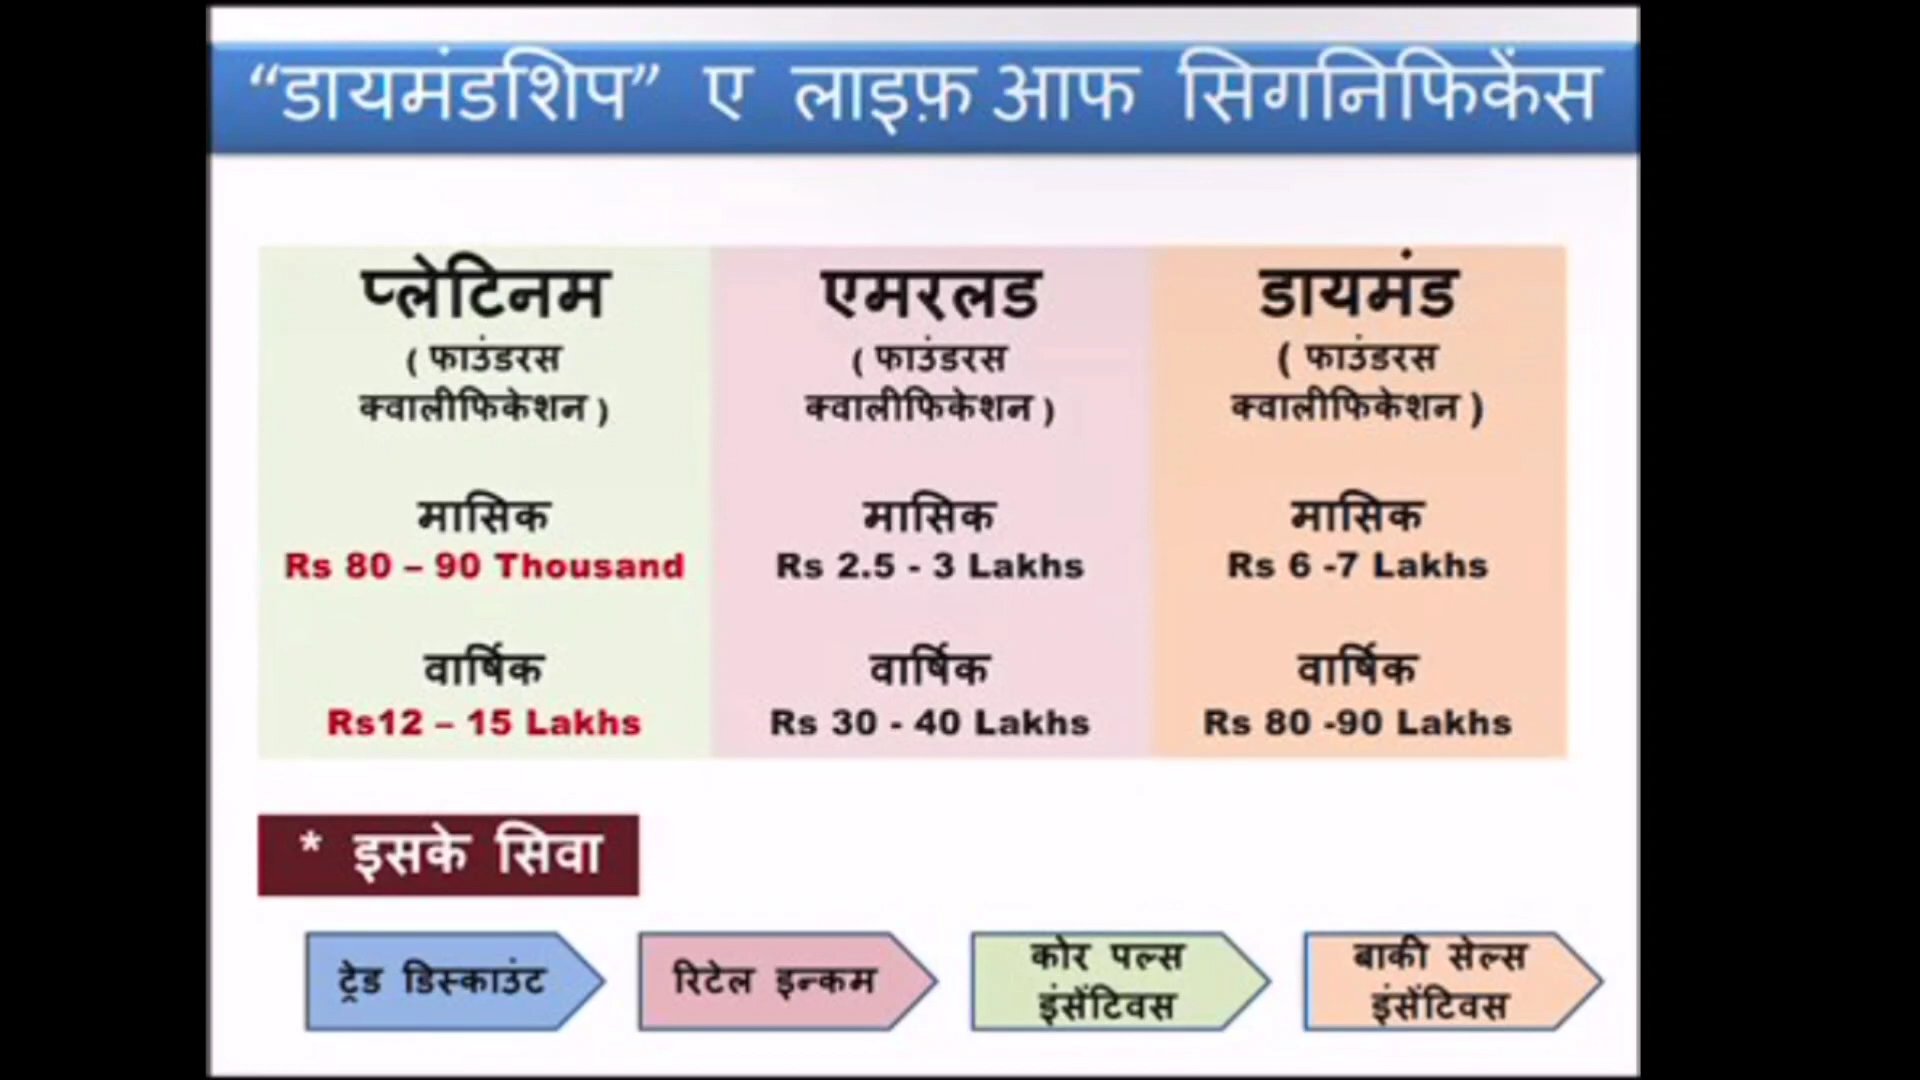 “डायमंडशिप” ए लाइफ़ आफ सिगनिफिकेंस
प्लेटिनम
( फाउंडरस
क्वालीफिकेशन )
मासिक
Rs 80 – 90 Thousand
वार्षिक
Rs12 – 15 Lakhs
एमरलड
( फाउंडरस
क्वालीफिकेशन )
मासिक
Rs 2.5 - 3 Lakhs
वार्षिक
Rs 30 - 40 Lakhs
डायमंड
( फाउंडरस
क्वालीफिकेशन )
मासिक
Rs 6 -7 Lakhs
वार्षिक
Rs 80 -90 Lakhs
* इसके सिवा
ट्रेड डिस्काउंट
रिटेल इन्कम
कोर पल्स
इंसेंटिवस
बाकी सेल्स
इंसेंटिवस